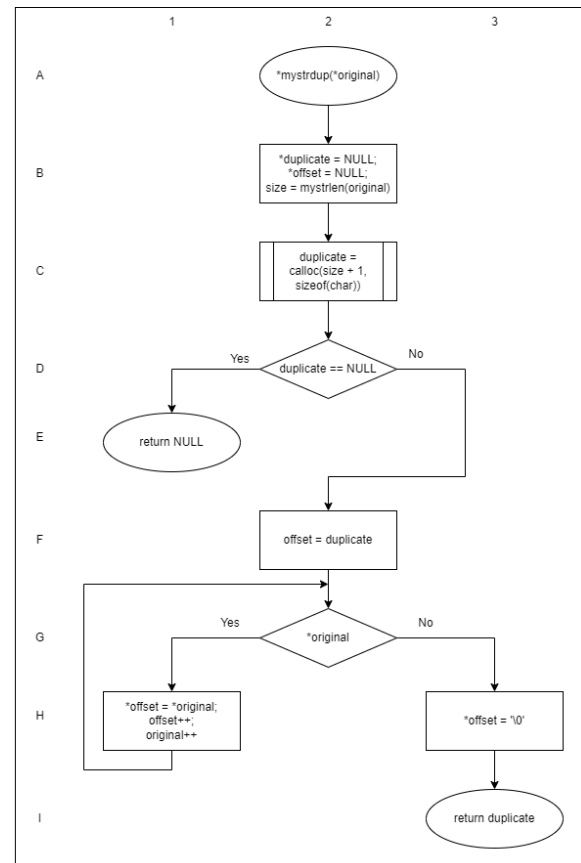 1 2 3
A
*mystrdup(*original)
B
*duplicate = NULL;
*offset = NULL;
size = mystrlen(original)
C
duplicate =
calloc(size + 1,
sizeof(char))
Yes
No
D
duplicate == NULL
E
return NULL
F
offset = duplicate
Yes
No
G
*original
H
*offset = *original;
offset++;
original++
*offset = '\0'
I
return duplicate